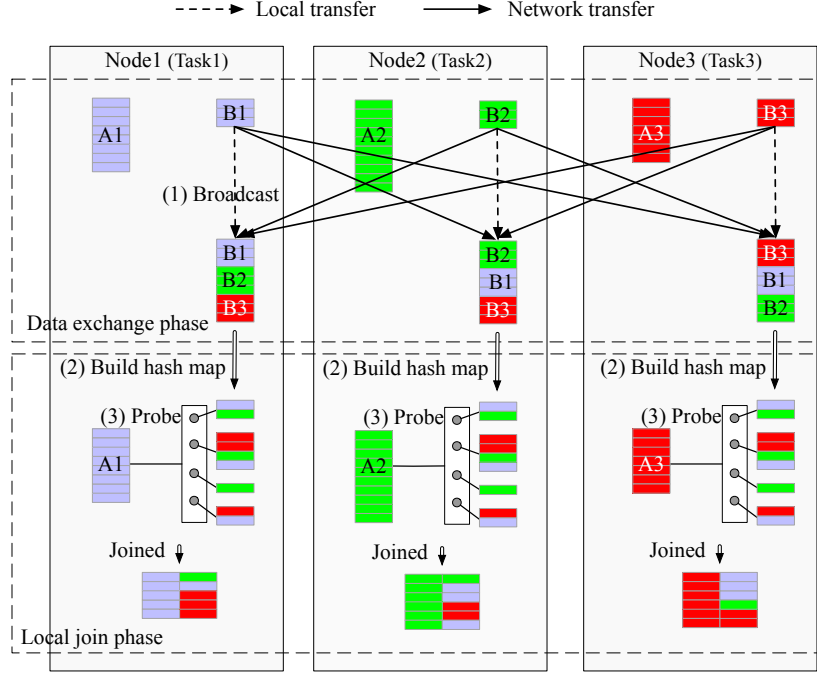 Local transfer Network transfer
Node1 (Task1) Node2 (Task2) Node3 (Task3)
A1 B1 A2 B2 A3 B3
(1) Broadcast
B1 B2 B3
B2 B1 B1
B3 B3 B2
Data exchange phase
(2) Build hash map (2) Build hash map (2) Build hash map
(3) Probe (3) Probe (3) Probe
A1 A2 A3
Joined Joined Joined
Local join phase